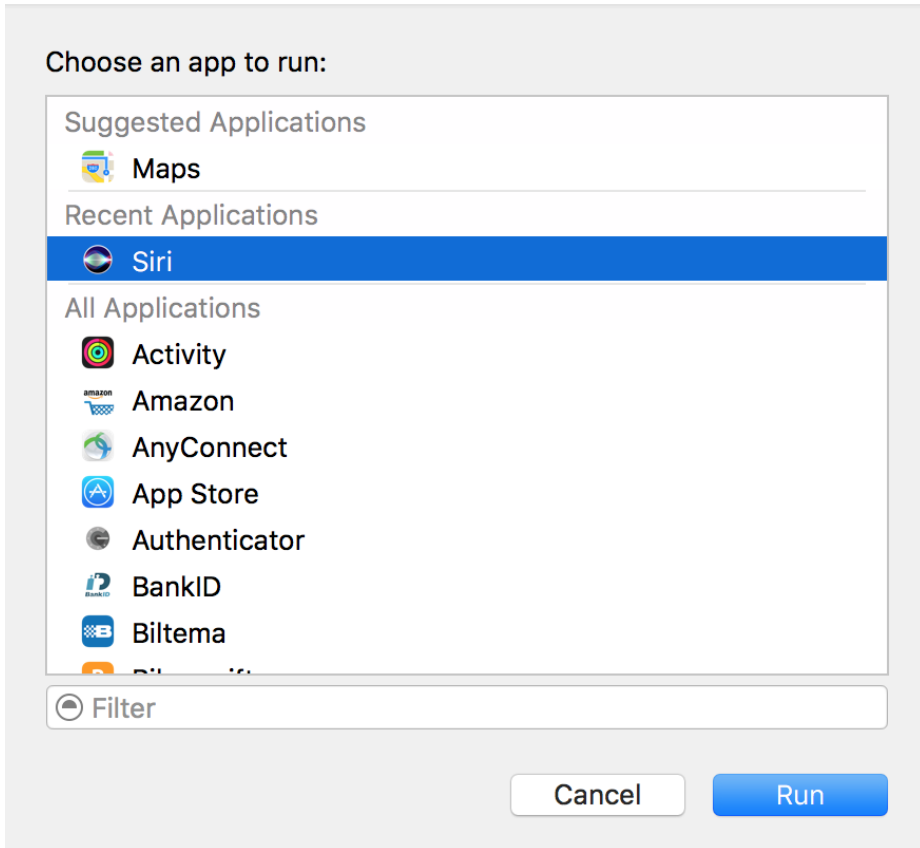 Choose an app to run:
Suggested Applications
Maps
Recent Applications
Siri
All Applications
Activity
amazon
Amazon
AnyConnect
App Store
Authenticator
BankID
BankID
B
Biltema
Filter
Cancel
Run